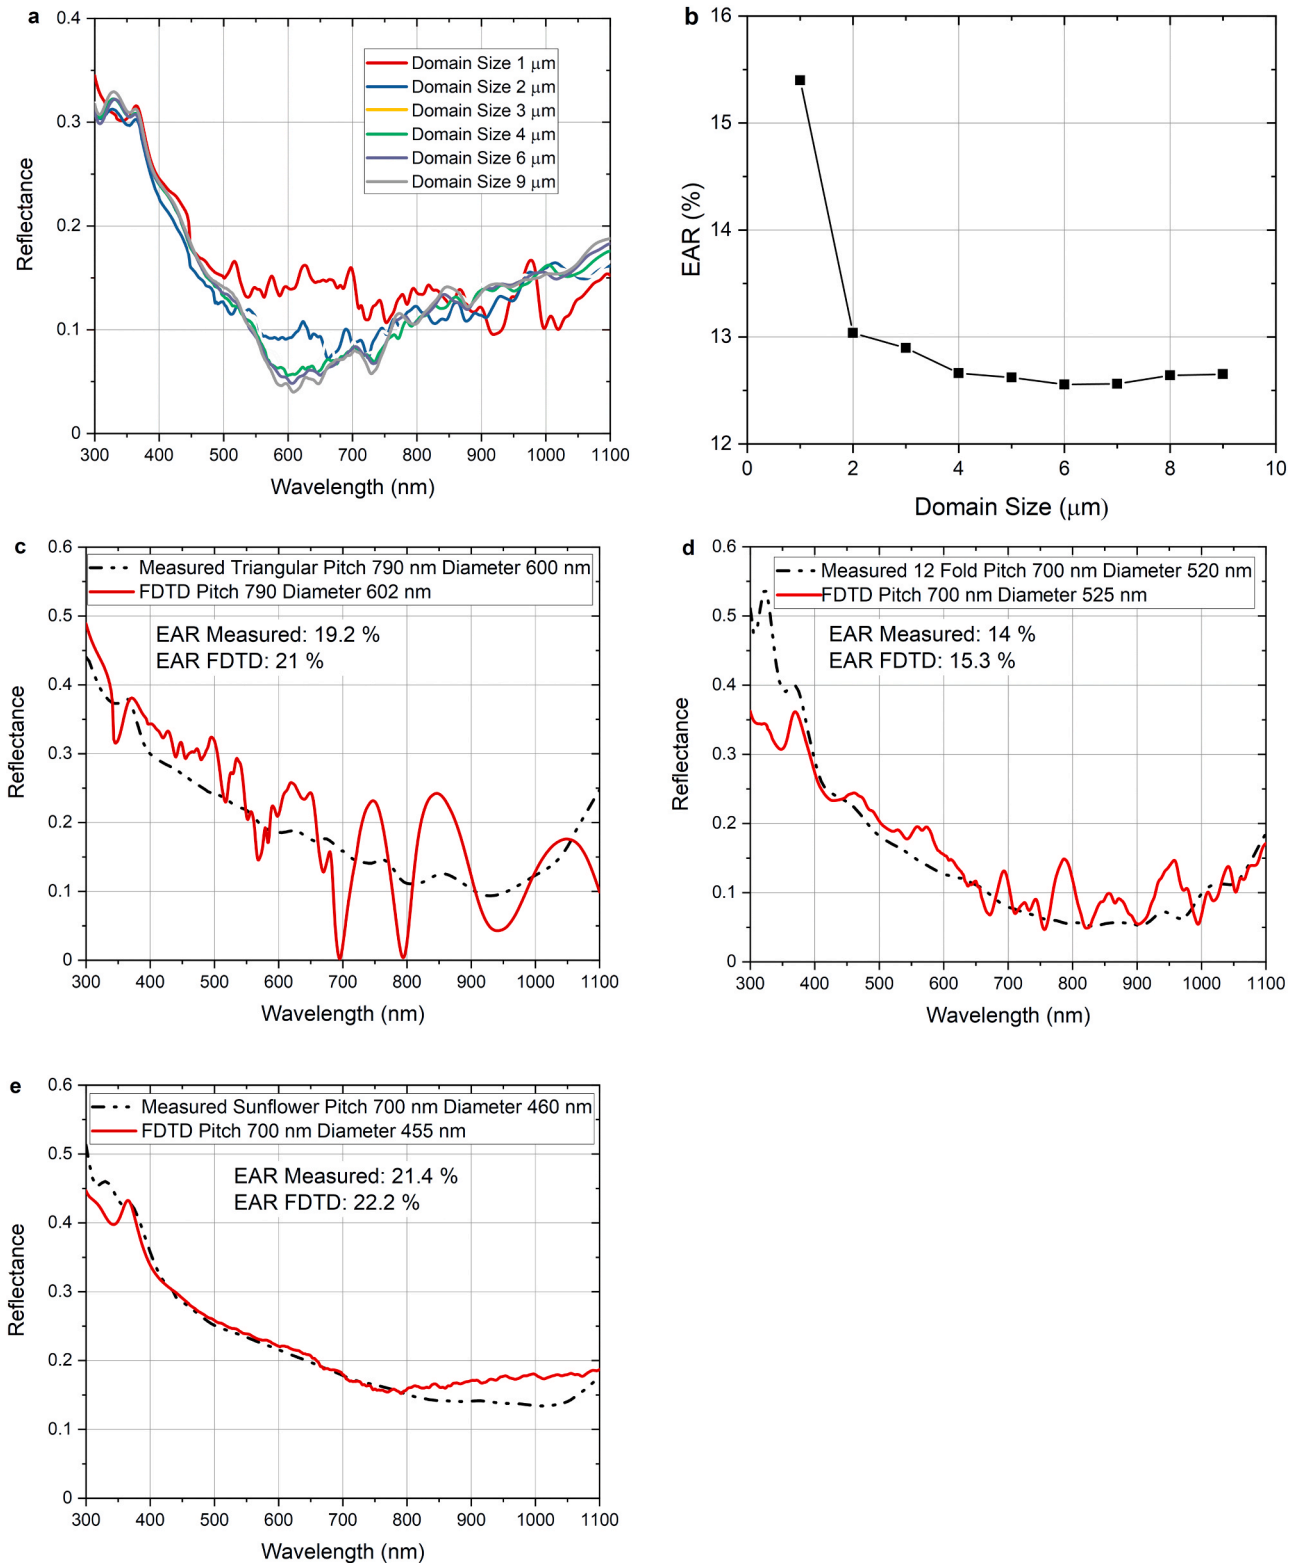 a
0.4
0.3
0.2
0.1
0
Reflectance
Domain Size 1 μm
Domain Size 2 μm
Domain Size 3 μm
Domain Size 4 μm
Domain Size 6 μm
Domain Size 9 μm
300 400 500 600 700 800 900 1000 1100
Wavelength (nm)
b
16
15
14
13
12
EAR (%)
0 2 4 6 8 10
Domain Size (μm)
c
0.6
0.5
0.4
0.3
0.2
0.1
0
Reflectance
Measured Triangular Pitch 790 nm Diameter 600 nm
FDTD Pitch 790 Diameter 602 nm
EAR Measured: 19.2 %
EAR FDTD: 21 %
300 400 500 600 700 800 900 1000 1100
Wavelength (nm)
d
0.6
0.5
0.4
0.3
0.2
0.1
0
Reflectance
Measured 12 Fold Pitch 700 nm Diameter 520 nm
FDTD Pitch 700 nm Diameter 525 nm
EAR Measured: 14 %
EAR FDTD: 15.3 %
300 400 500 600 700 800 900 1000 1100
Wavelength (nm)
e
0.6
0.5
0.4
0.3
0.2
0.1
0
Reflectance
Measured Sunflower Pitch 700 nm Diameter 460 nm
FDTD Pitch 700 nm Diameter 455 nm
EAR Measured: 21.4 %
EAR FDTD: 22.2 %
300 400 500 600 700 800 900 1000 1100
Wavelength (nm)